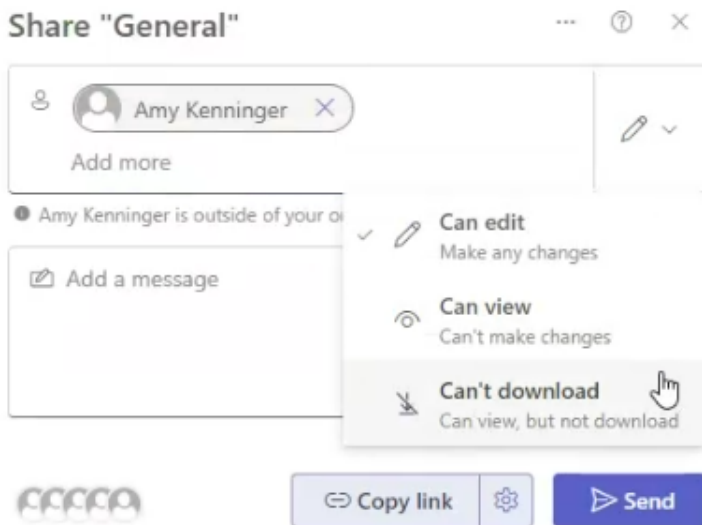 Share "General"
Amy Kenninger
Add more
Amy Kenninger is outside of your
Can edit
Make any changes
Add a message
Can view
Can't make changes
Can't download
Can view, but not download
Copy link
Send